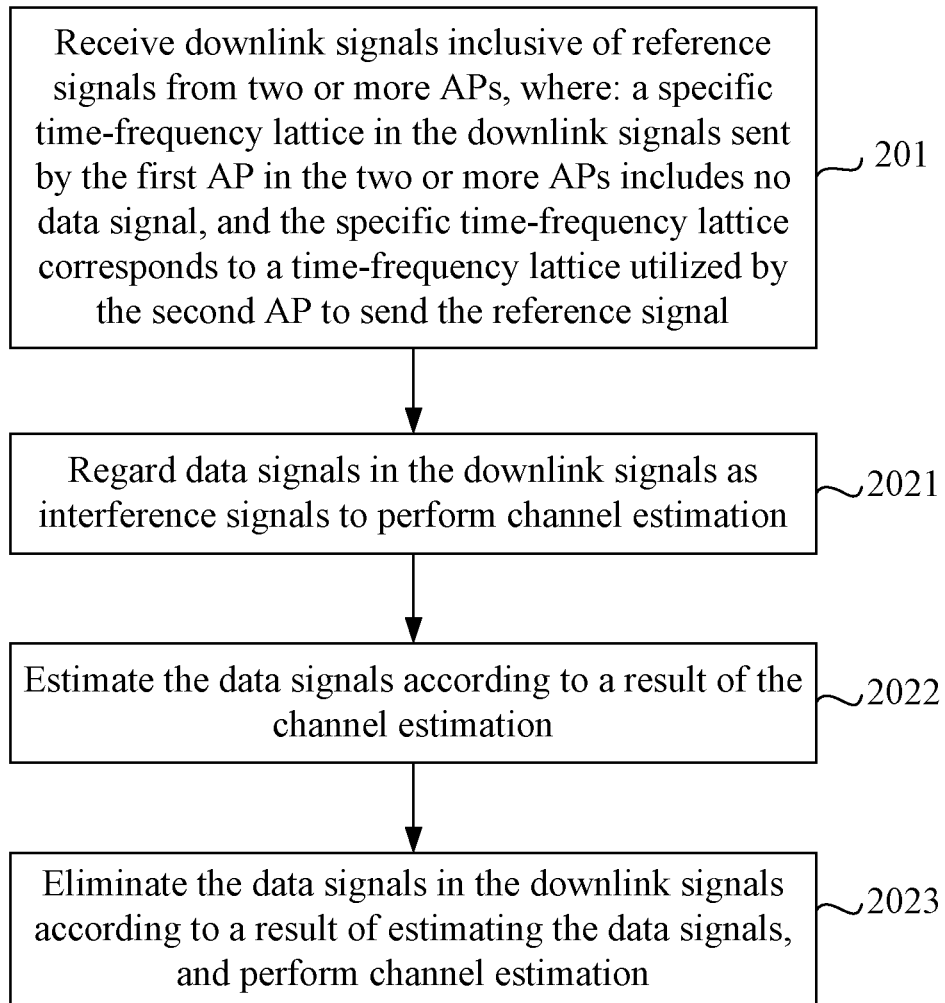 Receive downlink signals inclusive of reference
signals from two or more APs, where: a specific
time-frequency lattice in the downlink signals sent
by the first AP in the two or more APs includes no
data signal, and the specific time-frequency lattice
corresponds to a time-frequency lattice utilized by
the second AP to send the reference signal
201
Regard data signals in the downlink signals as
interference signals to perform channel estimation
2021
Estimate the data signals according to a result of the
channel estimation
2022
Eliminate the data signals in the downlink signals
according to a result of estimating the data signals,
and perform channel estimation
2023